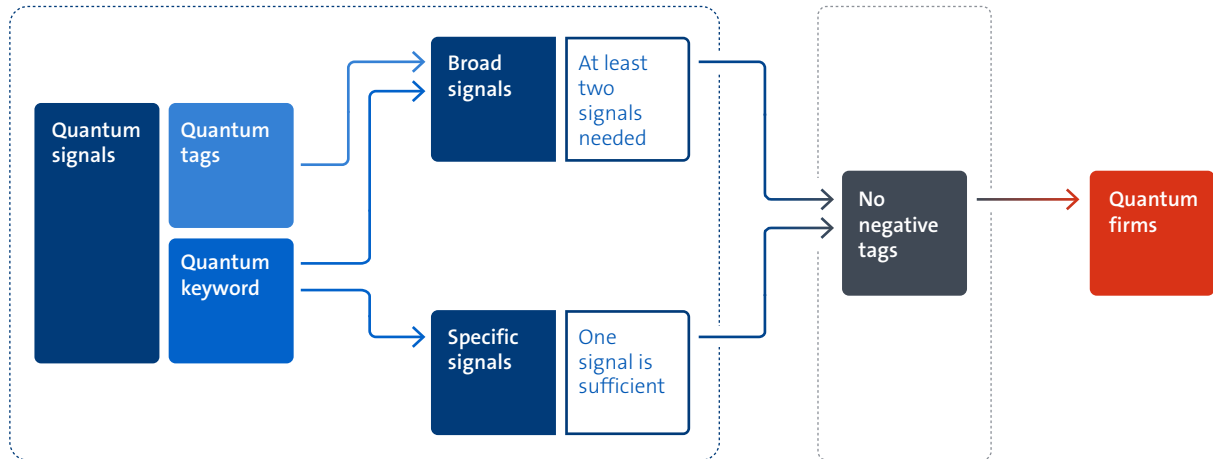 Quantum
signals
Quantum
tags
Quantum
keyword
Broad
signals
At least
two
signals
needed
Specific
signals
One
signal is
sufficient
No
negative
tags
Quantum
firms